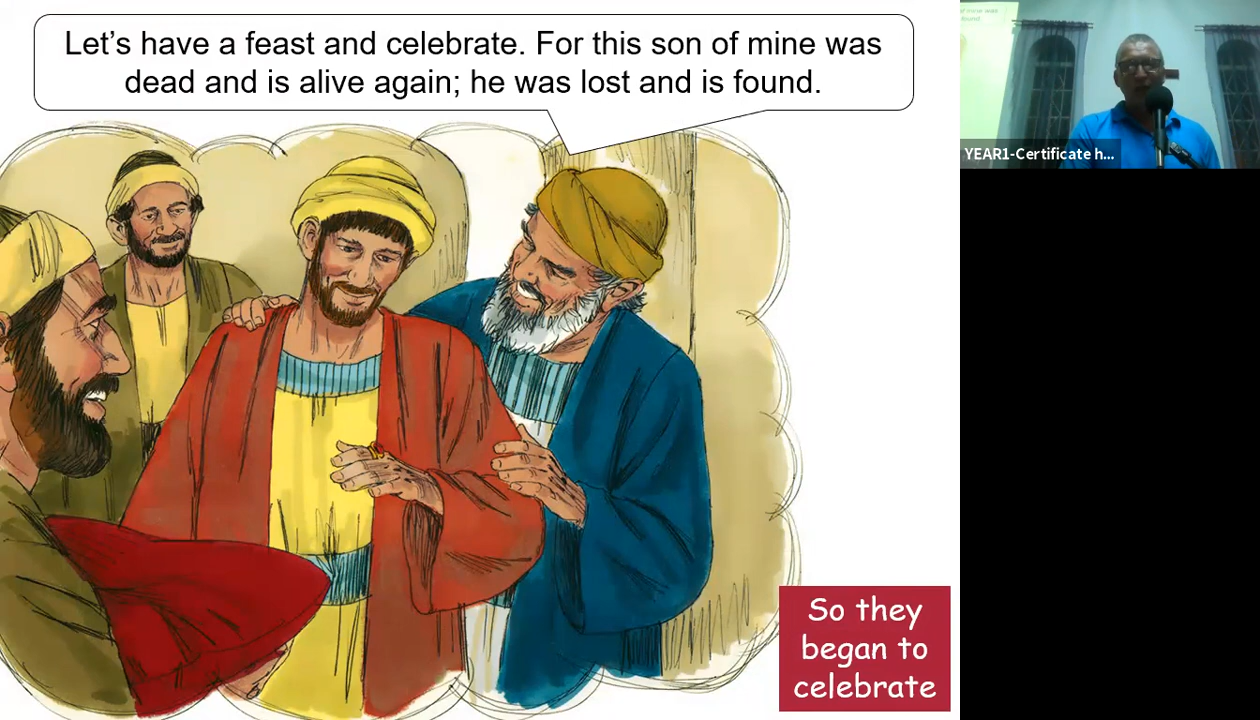 Let's have a feast and celebrate. For this son of mine was
dead and is alive again; he was lost and is found.
YEAR1-Certificate h...
So they
began to
celebrate